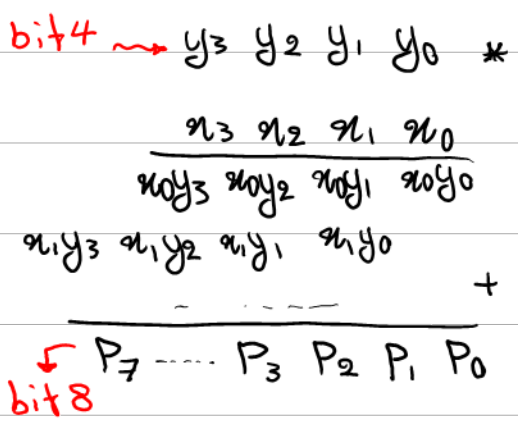 bit4 → y3 y2 y1 y0 *
x3 x2 x1 x0
x0y3 x0y2 x0y1 x0y0
x1y3 x1y2 x1y1 x1y0
- - - - - +
P7 ..... P3 P2 P1 P0
bit8